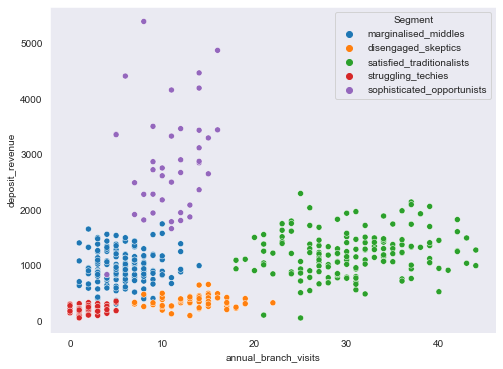 Segment
marginalised_middles
disengaged_skeptics
satisfied_traditionalists
struggling_techies
sophisticated_opportunists
deposit_revenue
5000
4000
3000
2000
1000
0
0
10
20
30
40
annual_branch_visits